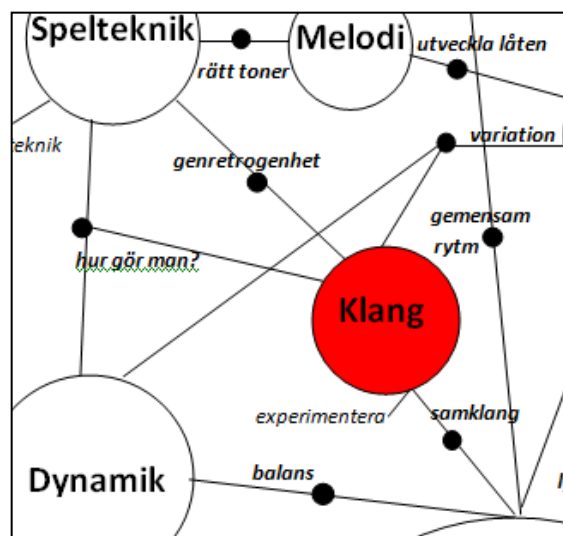 Spelteknik
Melodi
utveckla låten
rätt toner
teknik
variation
genretrogenhet
gemensam
rytm
hur gör man?
Klang
experimentera
samklang
balans
Dynamik